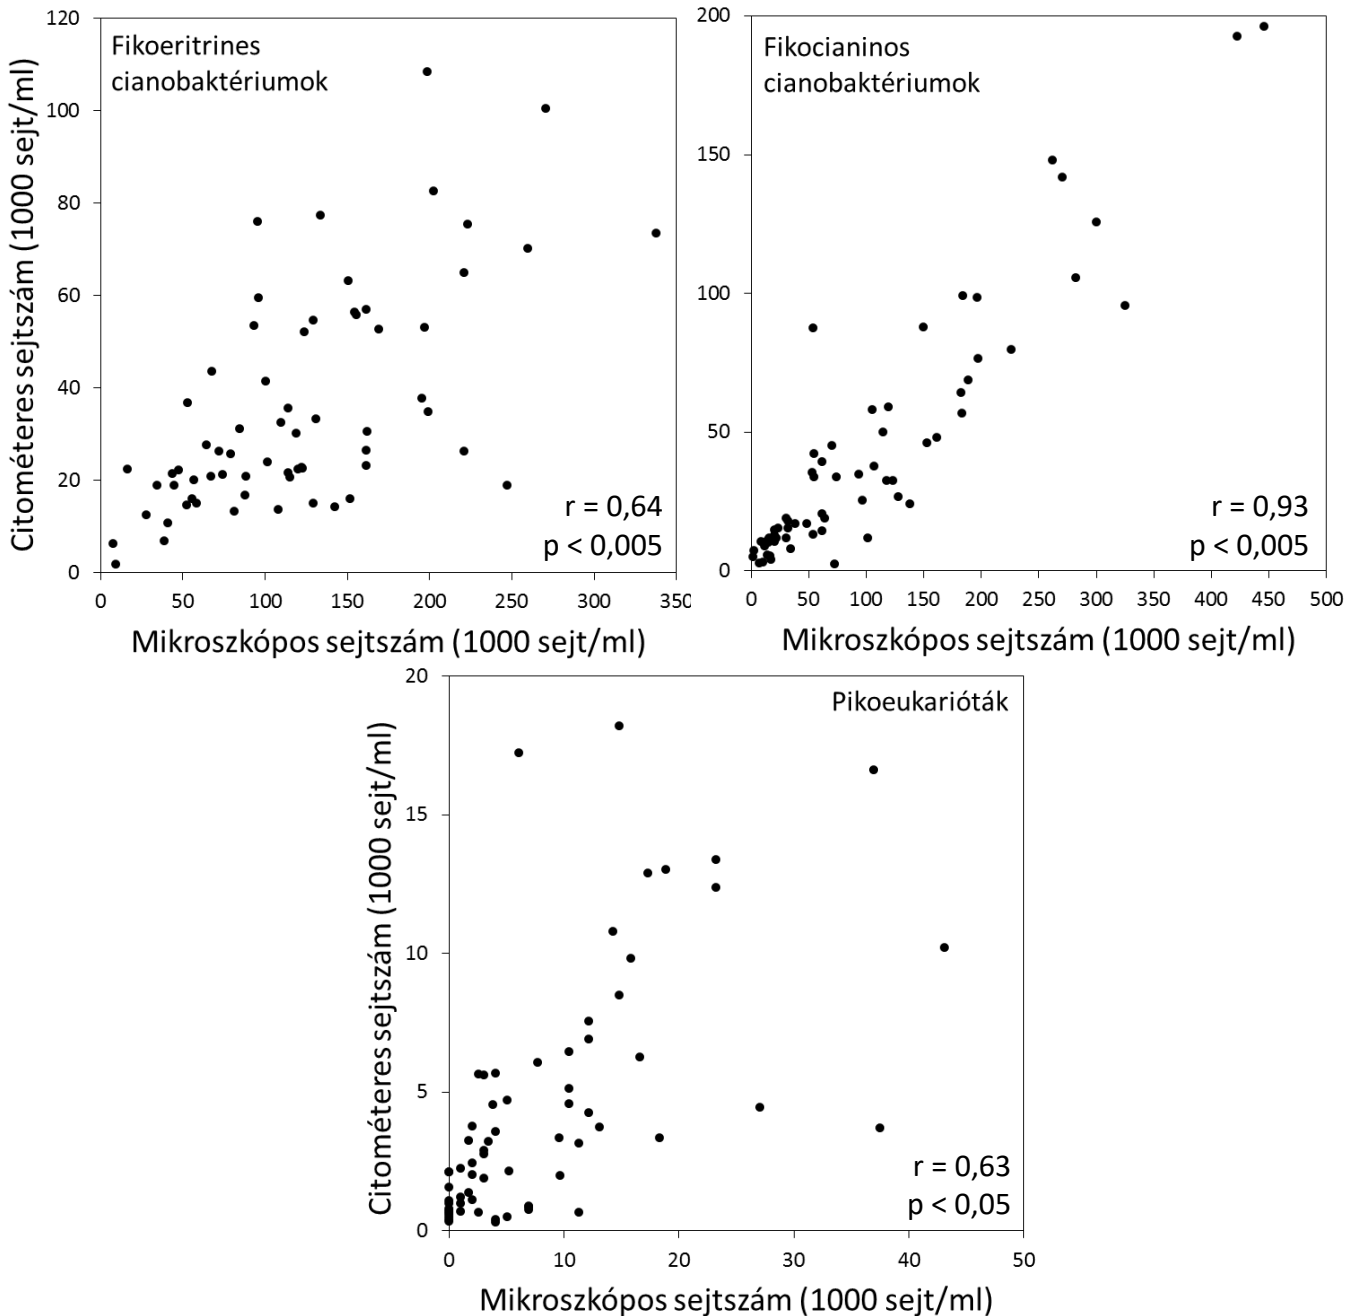 Fikoeritrines
cianobaktériumok
Citométeres sejtszám (1000 sejt/ml)
120
100
80
60
40
20
0
r = 0,64
p < 0,005
0 50 100 150 200 250 300 350
Mikroszkópos sejtszám (1000 sejt/ml)
Fikocianinos
cianobaktériumok
200
150
100
50
0
r = 0,93
p < 0,005
0 50 100 150 200 250 300 350 400 450 500
Mikroszkópos sejtszám (1000 sejt/ml)
Pikoeukarióták
Citométeres sejtszám (1000 sejt/ml)
20
15
10
5
0
r = 0,63
p < 0,05
0 10 20 30 40 50
Mikroszkópos sejtszám (1000 sejt/ml)